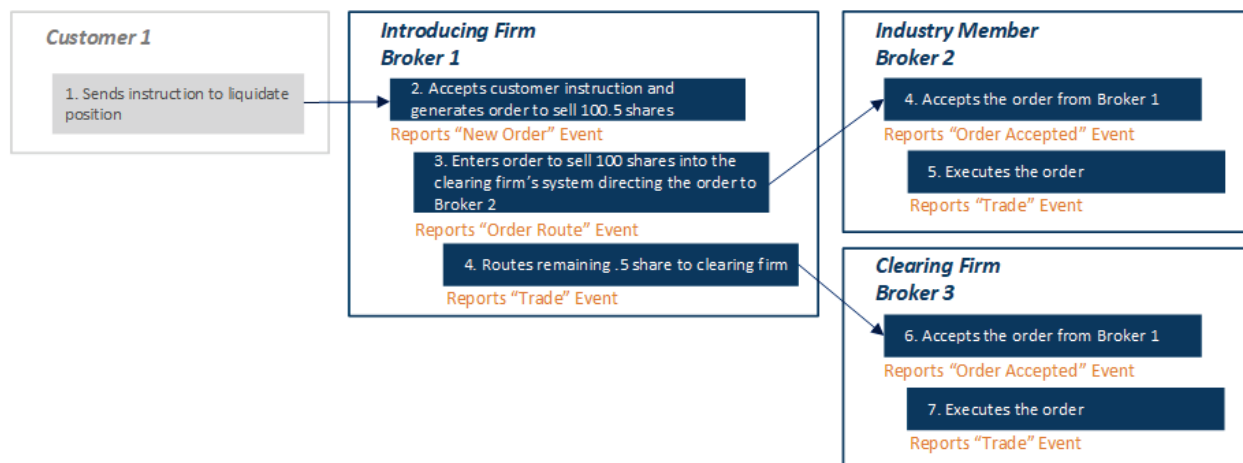 Customer 1
1. Sends instruction to liquidate
position
Introducing Firm
Broker 1
2. Accepts customer instruction and
generates order to sell 100.5 shares
Reports “New Order” Event
3. Enters order to sell 100 shares into the
clearing firm’s system directing the order to
Broker 2
Reports “Order Route” Event
4. Routes remaining .5 share to clearing firm
Reports “Trade” Event
Industry Member
Broker 2
4. Accepts the order from Broker 1
Reports “Order Accepted” Event
5. Executes the order
Reports “Trade” Event
Clearing Firm
Broker 3
6. Accepts the order from Broker 1
Reports “Order Accepted” Event
7. Executes the order
Reports “Trade” Event